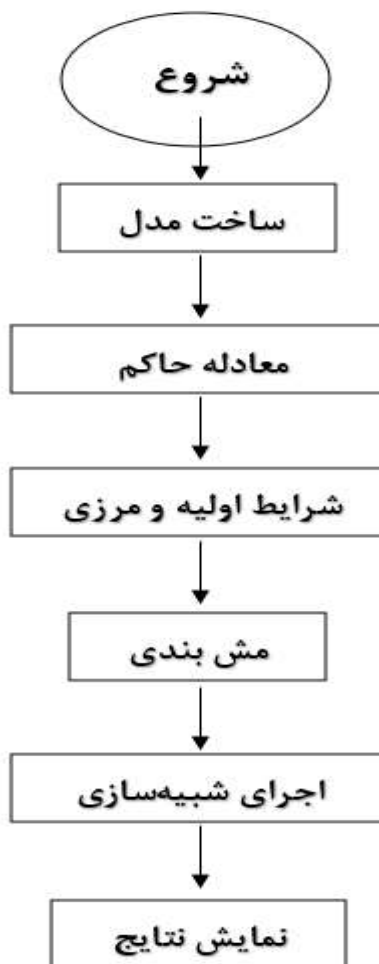 شروع
ساخت مدل
معادله حاکم
شرایط اولیه و مرزی
مش بندی
اجرای شبیه‌سازی
نمایش نتایج